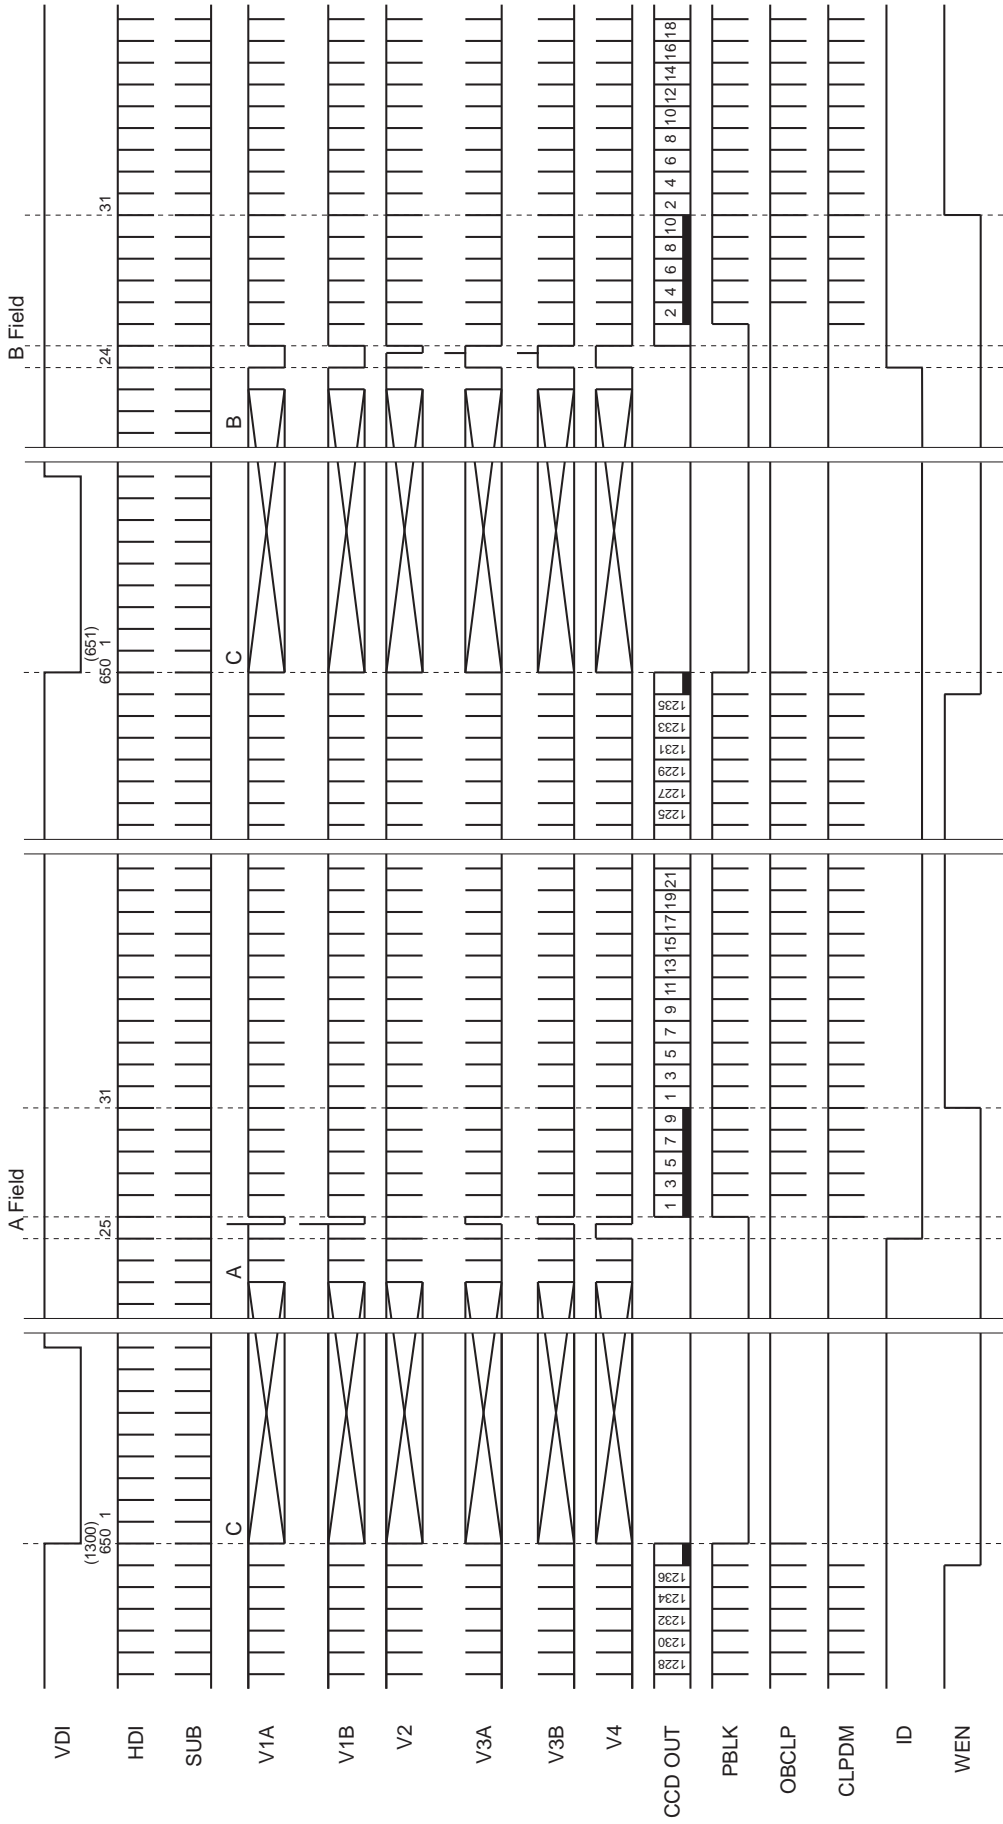 A Field B Field
(1300) (651)
650 1 25 31 650 1 24 31
VDI
HDI
SUB
C A C B
V1A
V1B
V2
V3A
V3B
V4
CCD OUT 1228 1230 1232 1234 1236 1 3 5 7 9 1 3 5 7 9 11 13 15 17 19 21 1225 1227 1229 1231 1233 1235 2 4 6 8 10 2 4 6 8 10 12 14 16 18
PBLK
OBCLP
CLPDM
ID
WEN